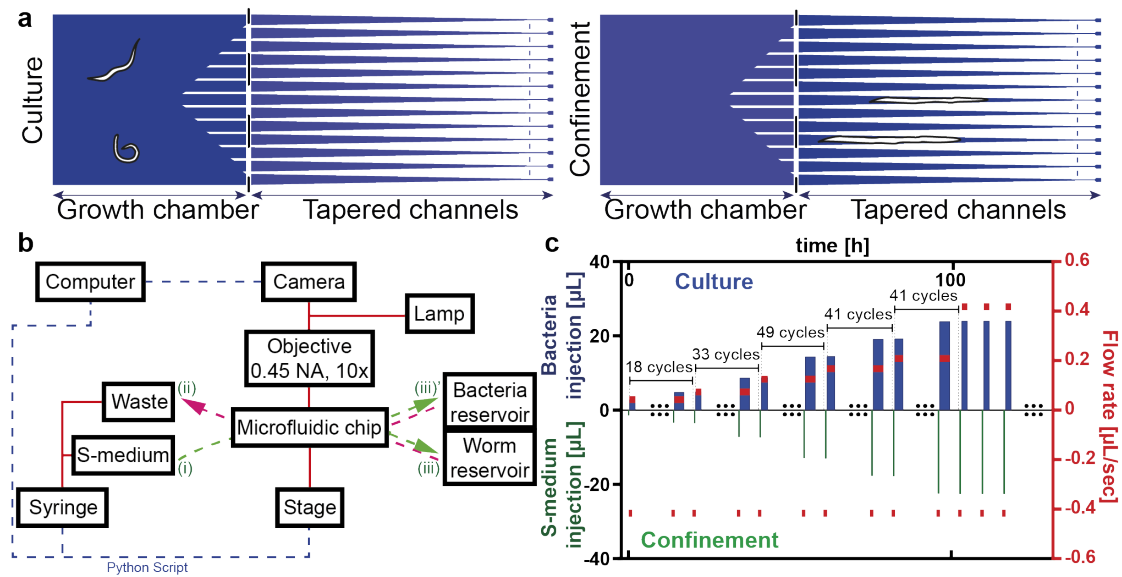 a
Culture
Growth chamber
Tapered channels
Confinement
Growth chamber
Tapered channels
b
Computer
Camera
Lamp
Objective
0.45 NA, 10x
Waste
(ii)
(iii)'
Bacteria
reservoir
Microfluidic chip
S-medium
(i)
(iii)
Worm
reservoir
Syringe
Stage
Python Script
c
time [h]
0
100
40
20
0
-20
-40
Bacteria
injection [µL]
S-medium
injection [µL]
Culture
18 cycles
33 cycles
49 cycles
41 cycles
41 cycles
Confinement
0.6
0.4
0.2
0
-0.2
-0.4
-0.6
Flow rate [µL/sec]